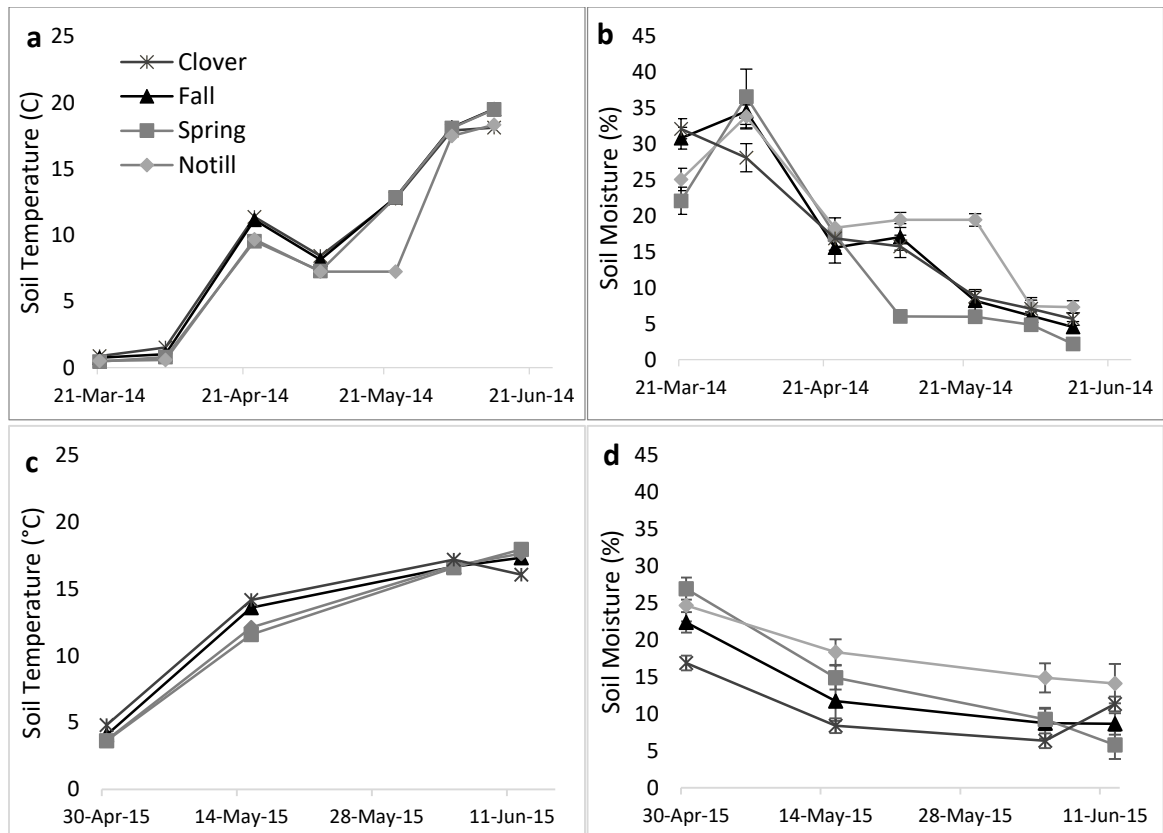 a
Soil Temperature (C)
25
20
15
10
5
0
Clover
Fall
Spring
Notill
21-Mar-14 21-Apr-14 21-May-14 21-Jun-14
b
Soil Moisture (%)
45
40
35
30
25
20
15
10
5
0
21-Mar-14 21-Apr-14 21-May-14 21-Jun-14
c
Soil Temperature (°C)
25
20
15
10
5
0
30-Apr-15 14-May-15 28-May-15 11-Jun-15
d
Soil Moisture (%)
45
40
35
30
25
20
15
10
5
0
30-Apr-15 14-May-15 28-May-15 11-Jun-15